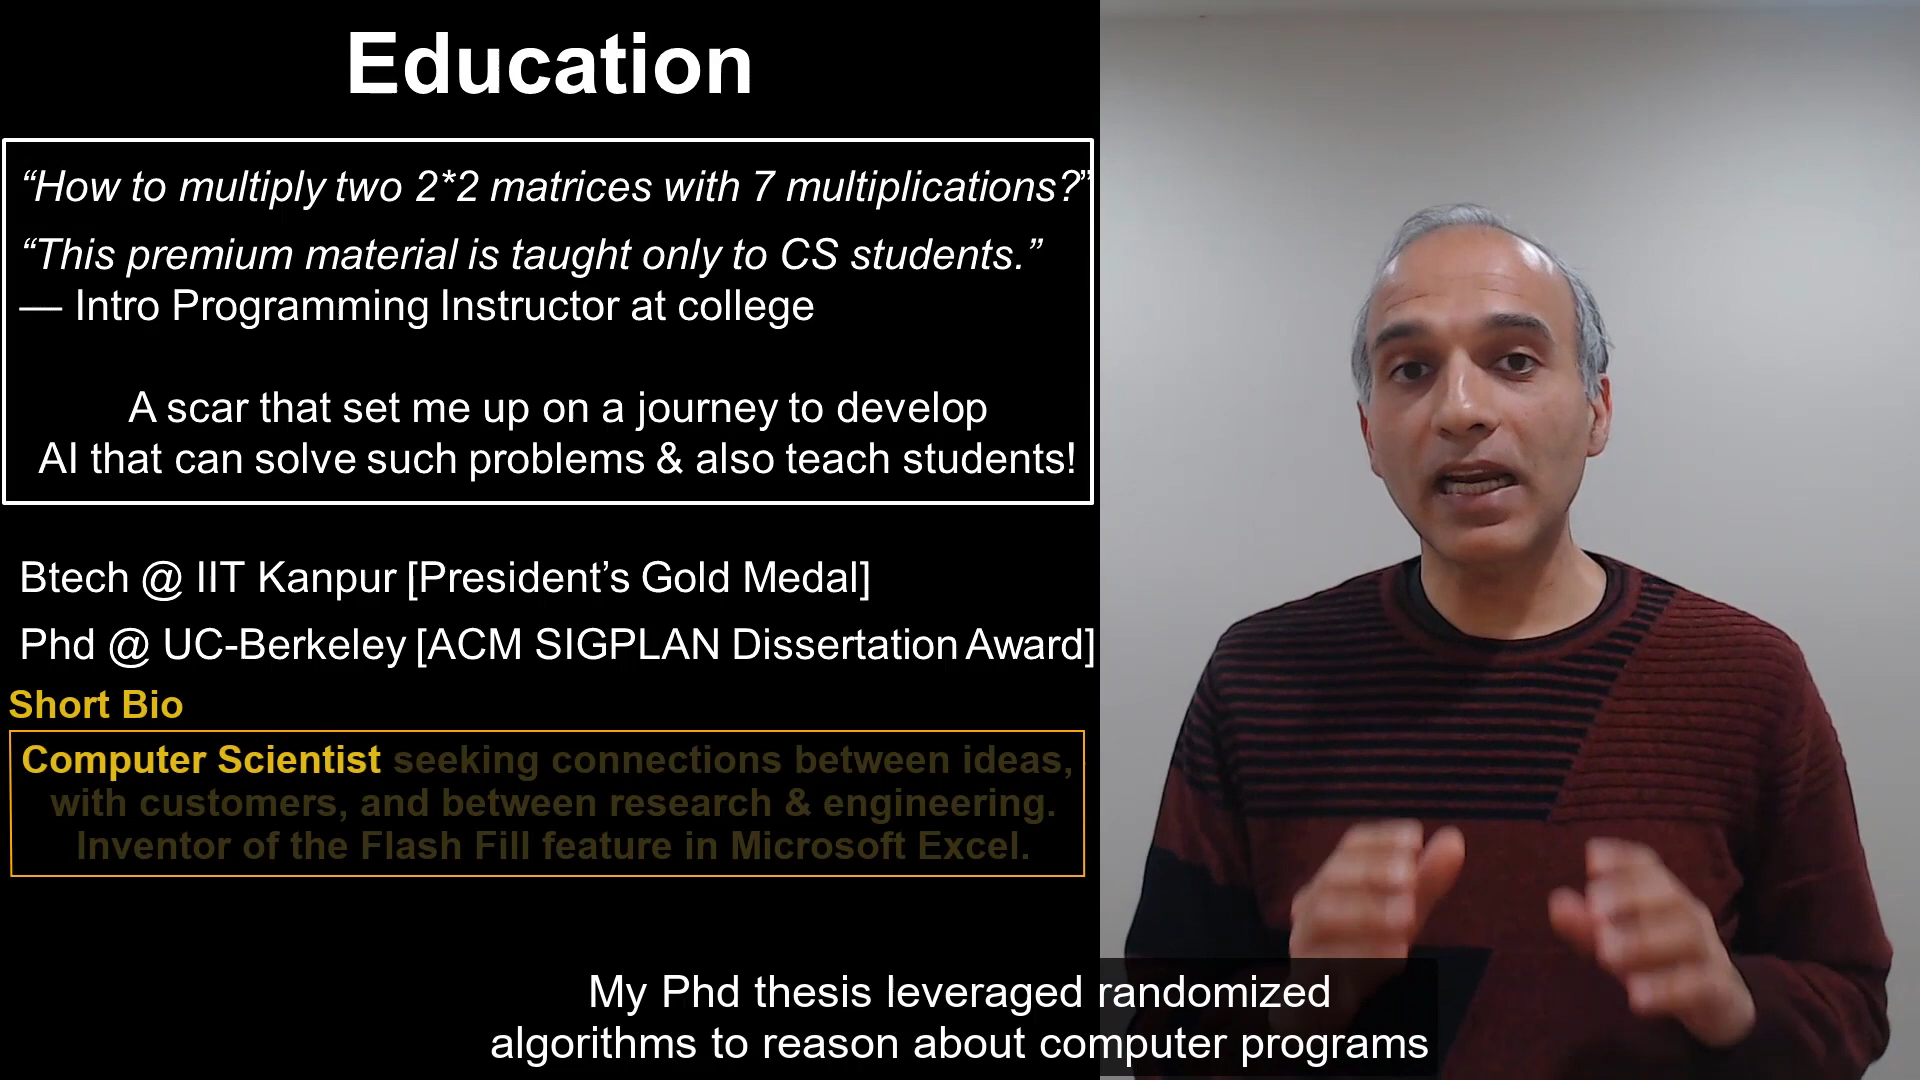 Education
“How to multiply two 2*2 matrices with 7 multiplications?”
“This premium material is taught only to CS students.”
— Intro Programming Instructor at college
A scar that set me up on a journey to develop
AI that can solve such problems & also teach students!
Btech @ IIT Kanpur [President’s Gold Medal]
Phd @ UC-Berkeley [ACM SIGPLAN Dissertation Award]
Short Bio
Computer Scientist seeking connections between ideas,
with customers, and between research & engineering.
Inventor of the Flash Fill feature in Microsoft Excel.
My Phd thesis leveraged randomized
algorithms to reason about computer programs